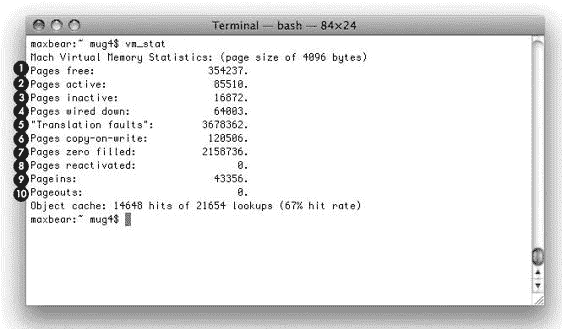 Terminal — bash — 84×24
maxbear:~ mug4$ vm_stat
Mach Virtual Memory Statistics: (page size of 4096 bytes)
1 Pages free: 354237.
2 Pages active: 85510.
3 Pages inactive: 16872.
4 Pages wired down: 64003.
5 "Translation faults": 3678362.
6 Pages copy-on-write: 120506.
7 Pages zero filled: 2158736.
8 Pages reactivated: 0.
9 Pageins: 43356.
10 Pageouts: 0.
Object cache: 14648 hits of 21654 lookups (67% hit rate)
maxbear:~ mug4$